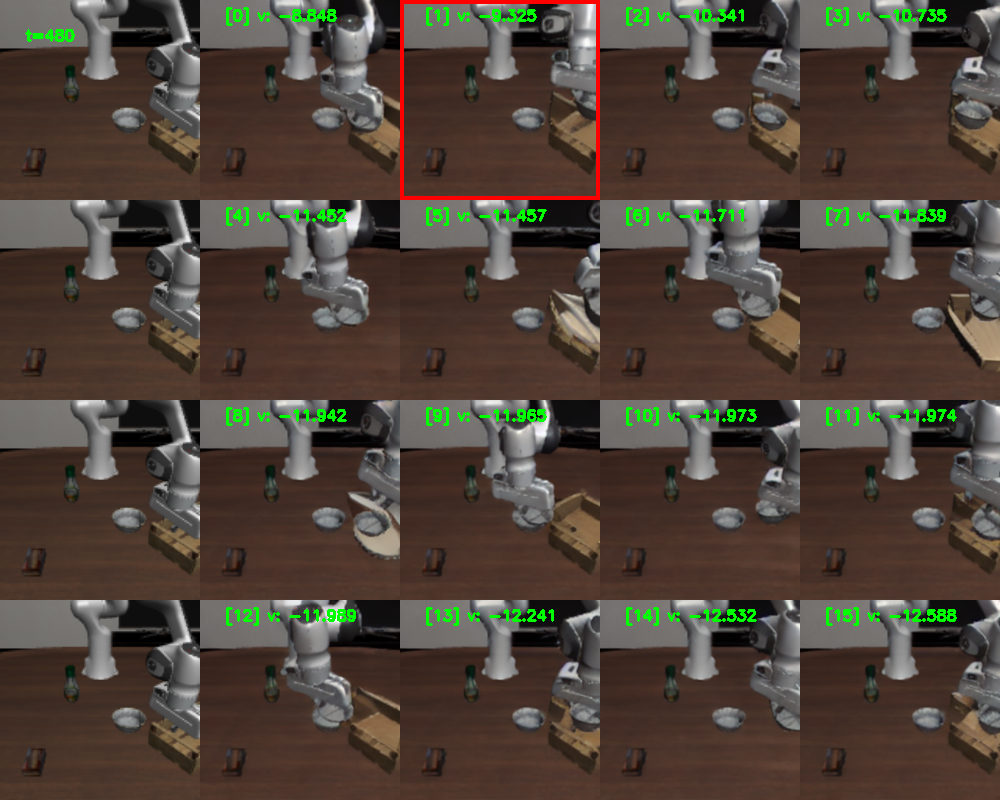 t=480
[0] v: -8.848
[1] v: -9.325
[2] v: -10.341
[3] v: -10.735
[4] v: -11.452
[5] v: -11.457
[6] v: -11.711
[7] v: -11.839
[8] v: -11.942
[9] v: -11.965
[10] v: -11.973
[11] v: -11.974
[12] v: -11.989
[13] v: -12.241
[14] v: -12.532
[15] v: -12.588